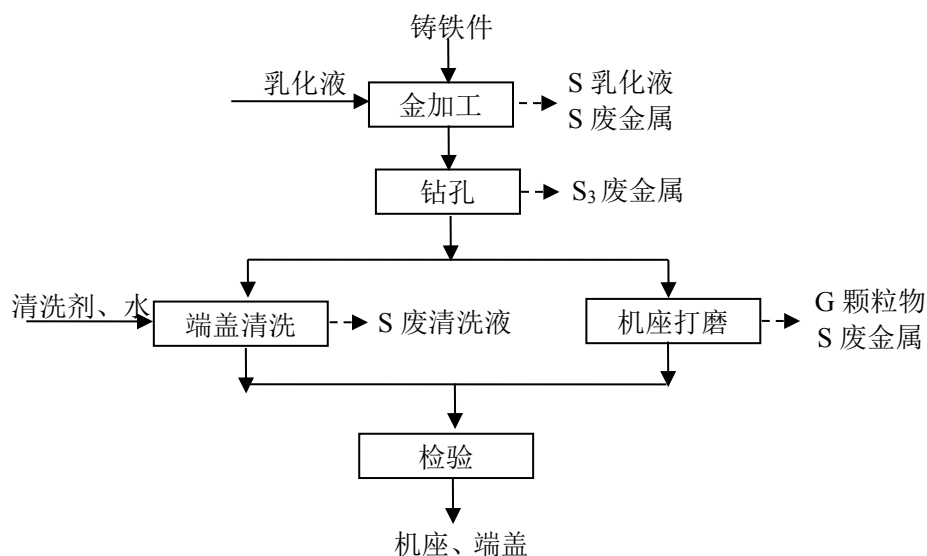 铸铁件
乳化液
金加工
S 乳化液
S 废金属
钻孔
S₃ 废金属
清洗剂、水
端盖清洗
S 废清洗液
机座打磨
G 颗粒物
S 废金属
检验
机座、端盖